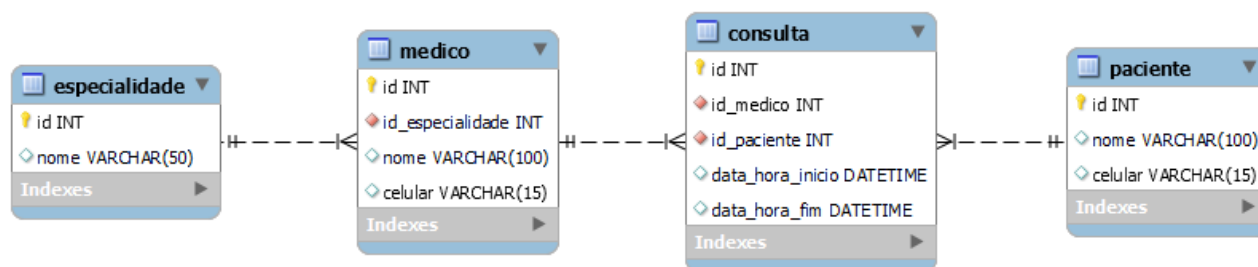 especialidade
id INT
nome VARCHAR(50)
Indexes
medico
id INT
id_especialidade INT
nome VARCHAR(100)
celular VARCHAR(15)
Indexes
consulta
id INT
id_medico INT
id_paciente INT
data_hora_inicio DATETIME
data_hora_fim DATETIME
Indexes
paciente
id INT
nome VARCHAR(100)
celular VARCHAR(15)
Indexes